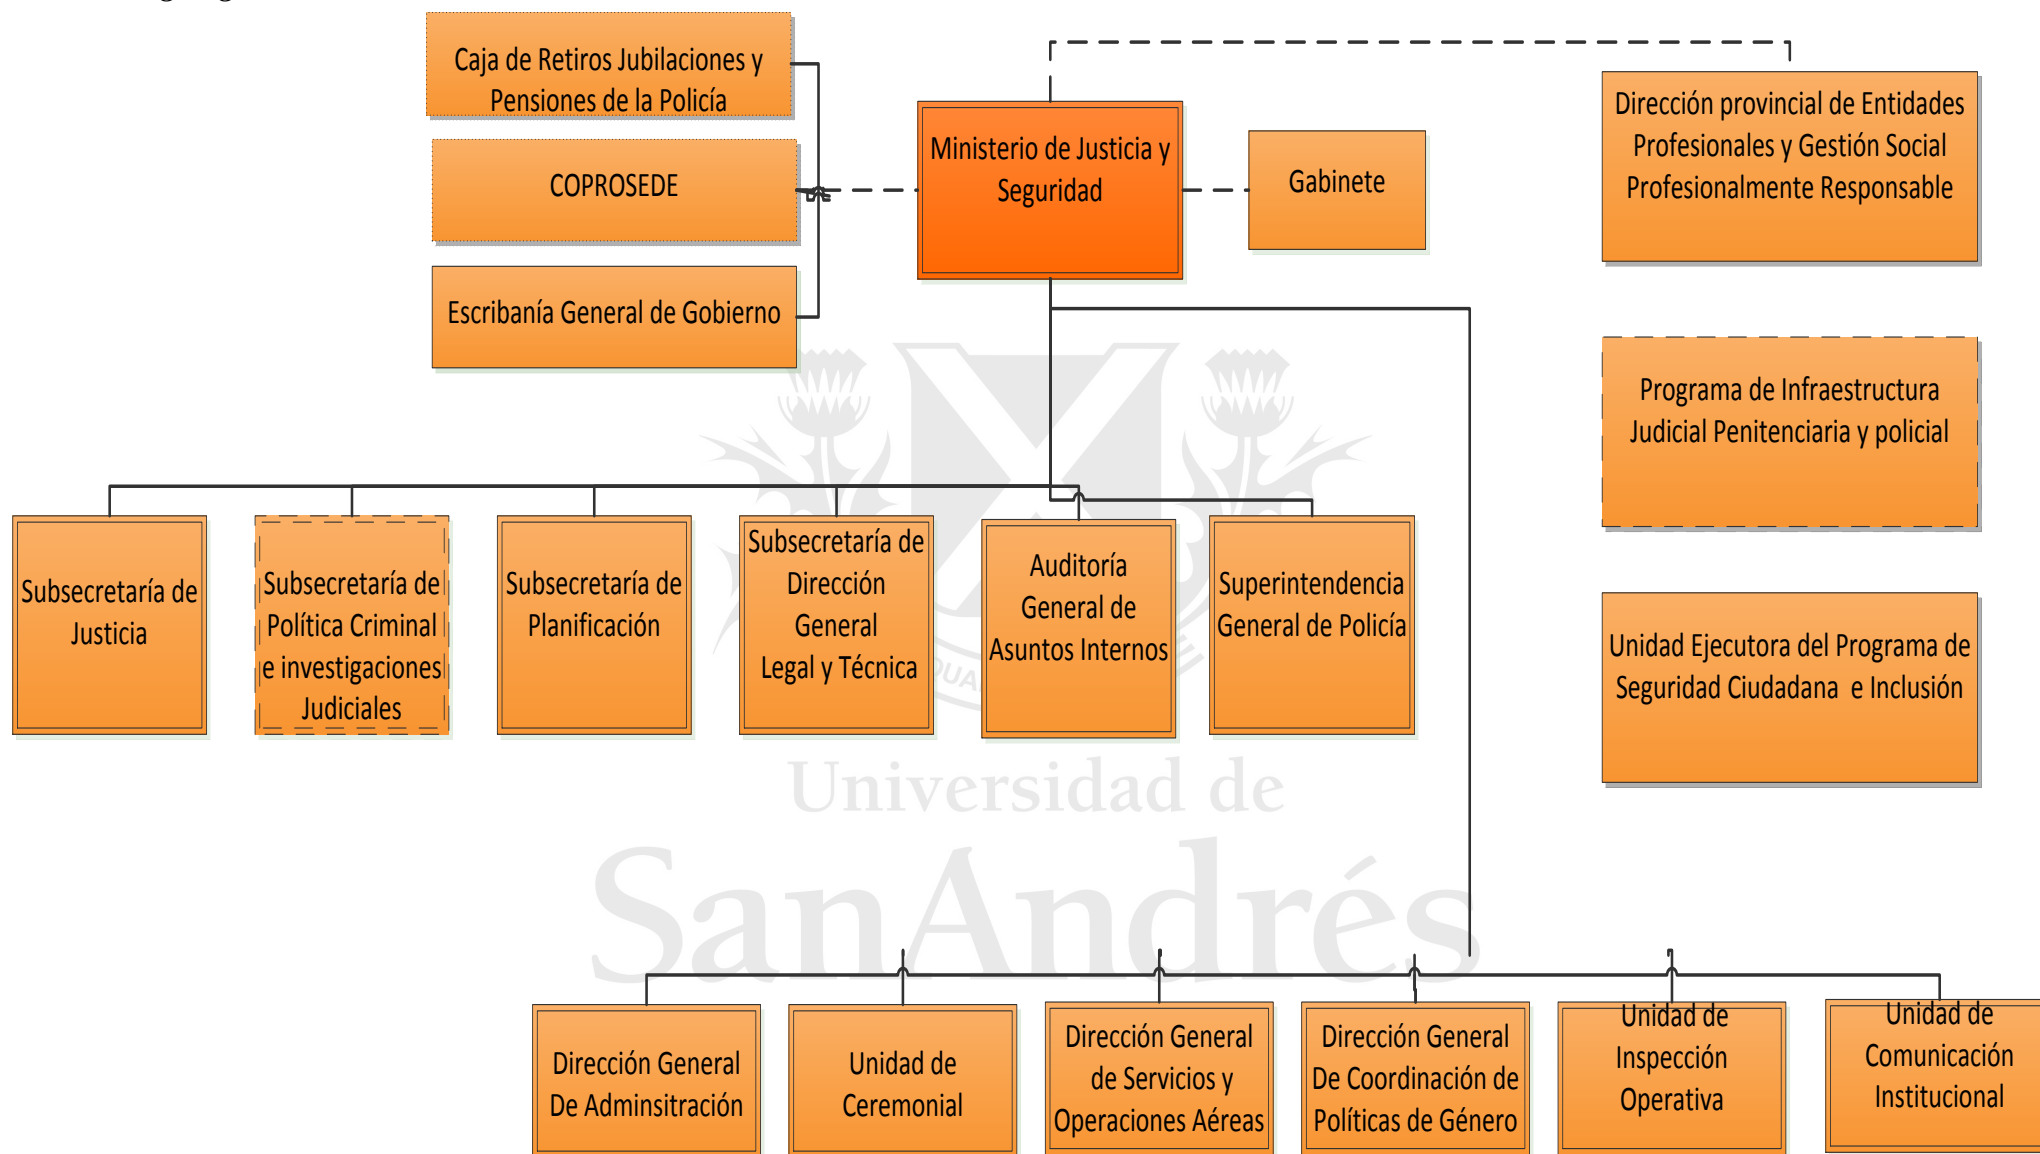 Caja de Retiros Jubilaciones y
Pensiones de la Policía
COPROSEDE
Escribanía General de Gobierno
Ministerio de Justicia y
Seguridad
Gabinete
Dirección provincial de Entidades
Profesionales y Gestión Social
Profesionalmente Responsable
Programa de Infraestructura
Judicial Penitenciaria y policial
Unidad Ejecutora del Programa de
Seguridad Ciudadana e Inclusión
Subsecretaría de
Justicia
Subsecretaría de
Política Criminal
e investigaciones
Judiciales
Subsecretaría de
Planificación
Subsecretaría de
Dirección
General
Legal y Técnica
Auditoría
General de
Asuntos Internos
Superintendencia
General de Policía
Universidad de
SanAndrés
Dirección General
De Adminsitración
Unidad de
Ceremonial
Dirección General
de Servicios y
Operaciones Aéreas
Dirección General
De Coordinación de
Políticas de Género
Unidad de
Inspección
Operativa
Unidad de
Comunicación
Institucional